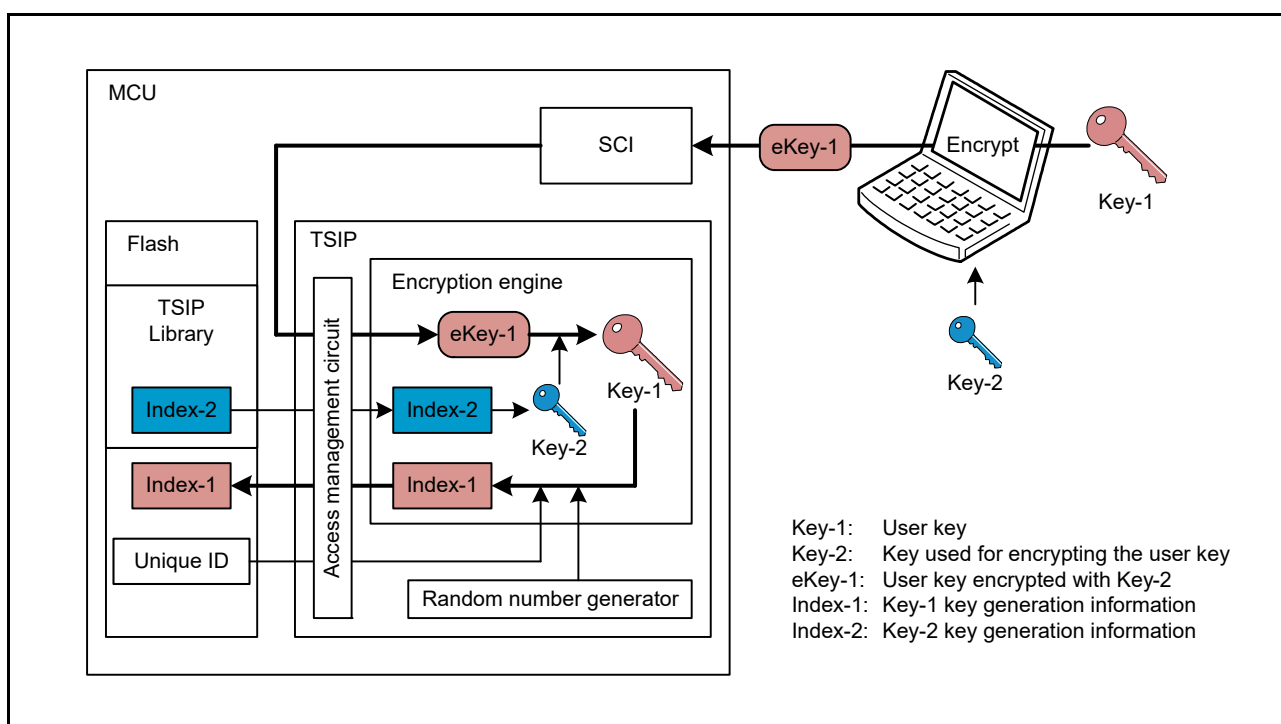 MCU
SCI
eKey-1
Encrypt
Key-1
Flash
TSIP
TSIP
Library
Encryption engine
eKey-1
Key-1
Key-2
Index-2
Index-2
Key-2
Index-1
Index-1
Access management circuit
Unique ID
Random number generator
Key-1: User key
Key-2: Key used for encrypting the user key
eKey-1: User key encrypted with Key-2
Index-1: Key-1 key generation information
Index-2: Key-2 key generation information